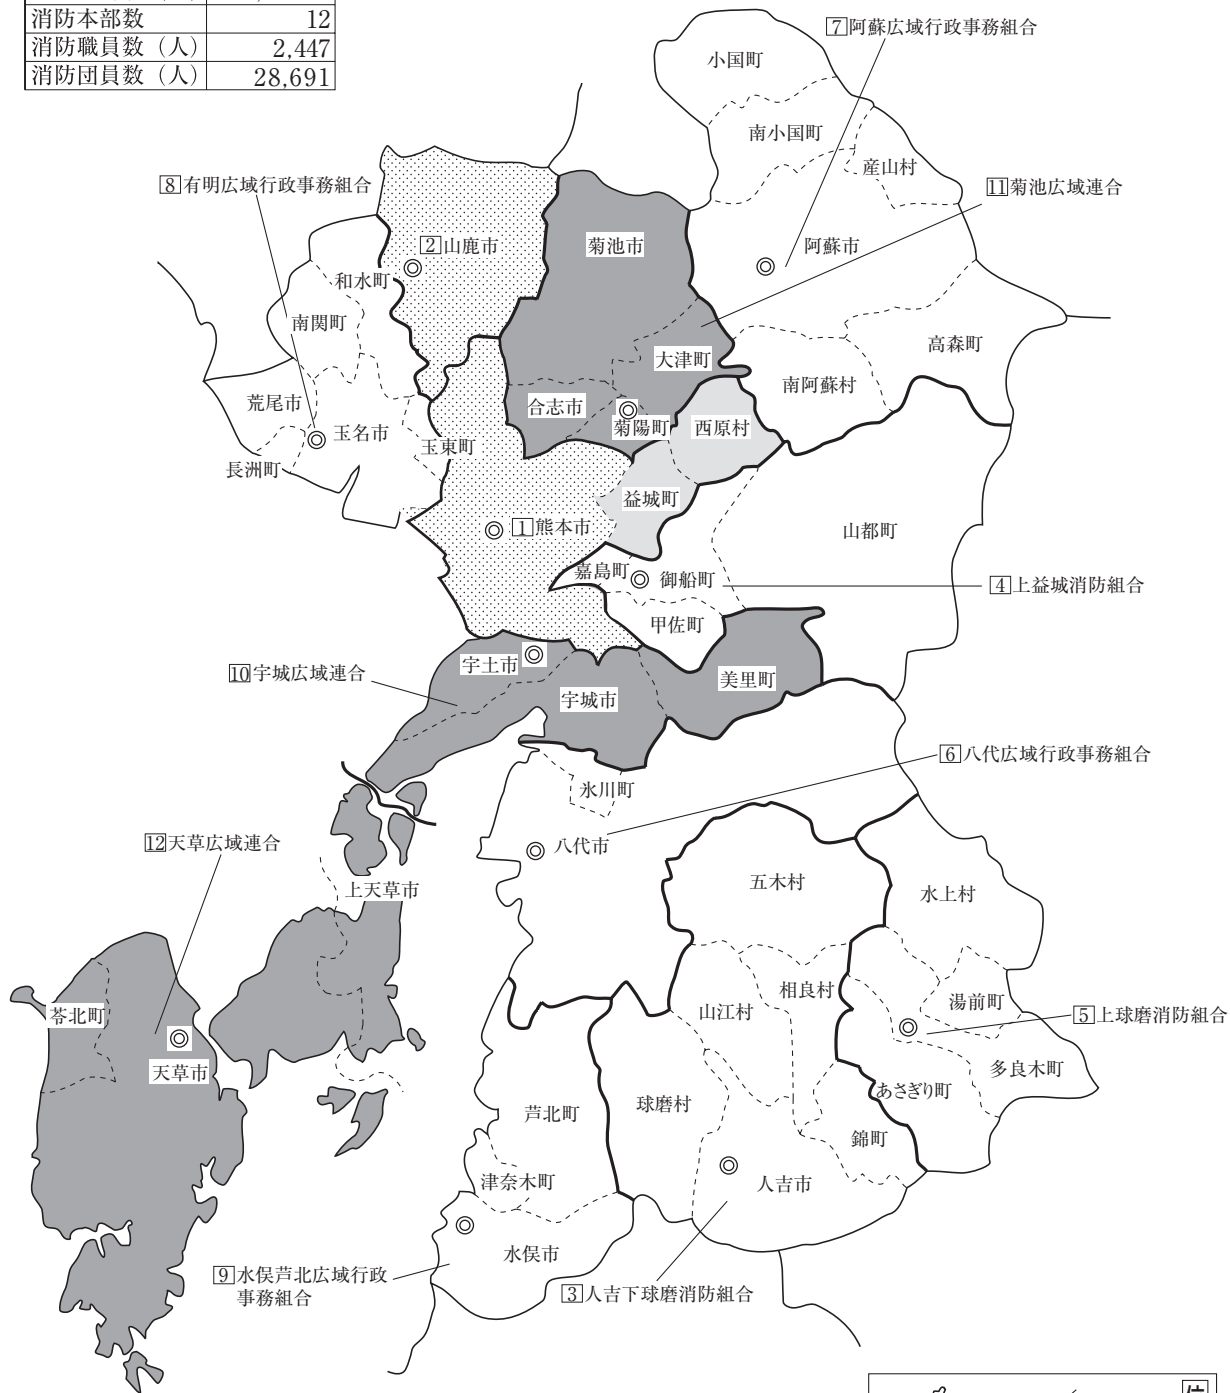 消防本部数 12
消防職員数（人） 2,447
消防団員数（人） 28,691
7阿蘇広域行政事務組合
小国町
南小国町
産山村
8有明広域行政事務組合
11菊池広域連合
2山鹿市
菊池市
阿蘇市
和水町
南関町
高森町
大津町
南阿蘇村
荒尾市
合志市
菊陽町
西原村
玉名市
玉東町
長洲町
益城町
1熊本市
山都町
嘉島町
御船町
4上益城消防組合
甲佐町
宇土市
10宇城広域連合
美里町
宇城市
6八代広域行政事務組合
氷川町
12天草広域連合
八代市
上天草市
五木村
水上村
相良村
湯前町
苓北町
山江村
5上球磨消防組合
天草市
多良木町
あさぎり町
芦北町
球磨村
錦町
津奈木町
人吉市
水俣市
9水俣芦北広域行政
事務組合
3人吉下球磨消防組合